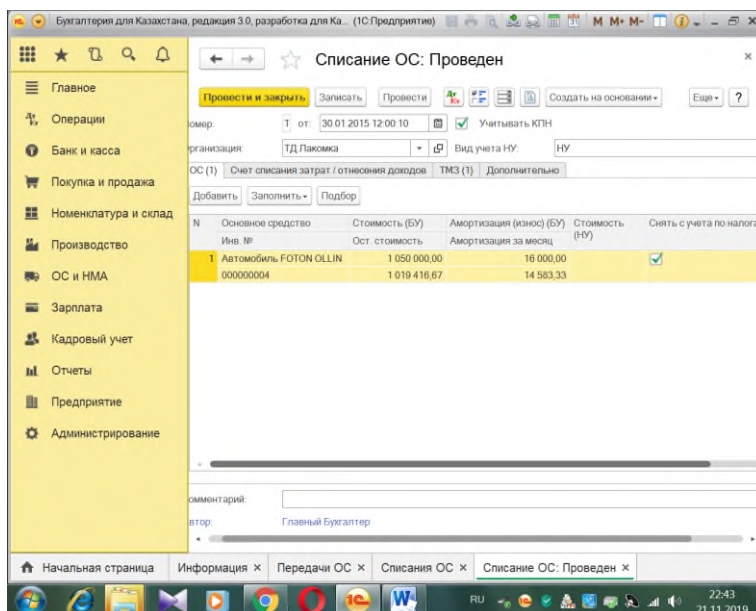 Бухгалтерия для Казахстана, редакция 3.0, разработка для Ка... (1С:Предприятие) M M+ M-
Списание ОС: Проведен
Главное
Операции
Банк и касса
Покупка и продажа
Номенклатура и склад
Производство
ОС и НМА
Зарплата
Кадровый учет
Отчеты
Предприятие
Администрирование
Провести и закрыть Записать Провести Создать на основании Еще ?
омер: Т от: 30.01.2015 12:00:10 Учитывать КПН
рганизация: ТД Лакомка Вид учета НУ: НУ
ОС (1) Счет списания затрат / отнесения доходов ТМЗ (1) Дополнительно
Добавить Заполнить Подбор
N Основное средство Стоимость (БУ) Амортизация (износ) (БУ) Стоимость (НУ) Снять с учета по налога
Инв. № Ост. стоимость Амортизация за месяц
1 Автомобиль FOTON OLLIN 1 050 000,00 16 000,00
000000004 1 019 416,67 14 583,33
омментарий:
втор: Главный Бухгалтер
Начальная страница Информация × Передачи ОС × Списания ОС × Списание ОС: Проведен ×
RU 22:43
21.11.2019